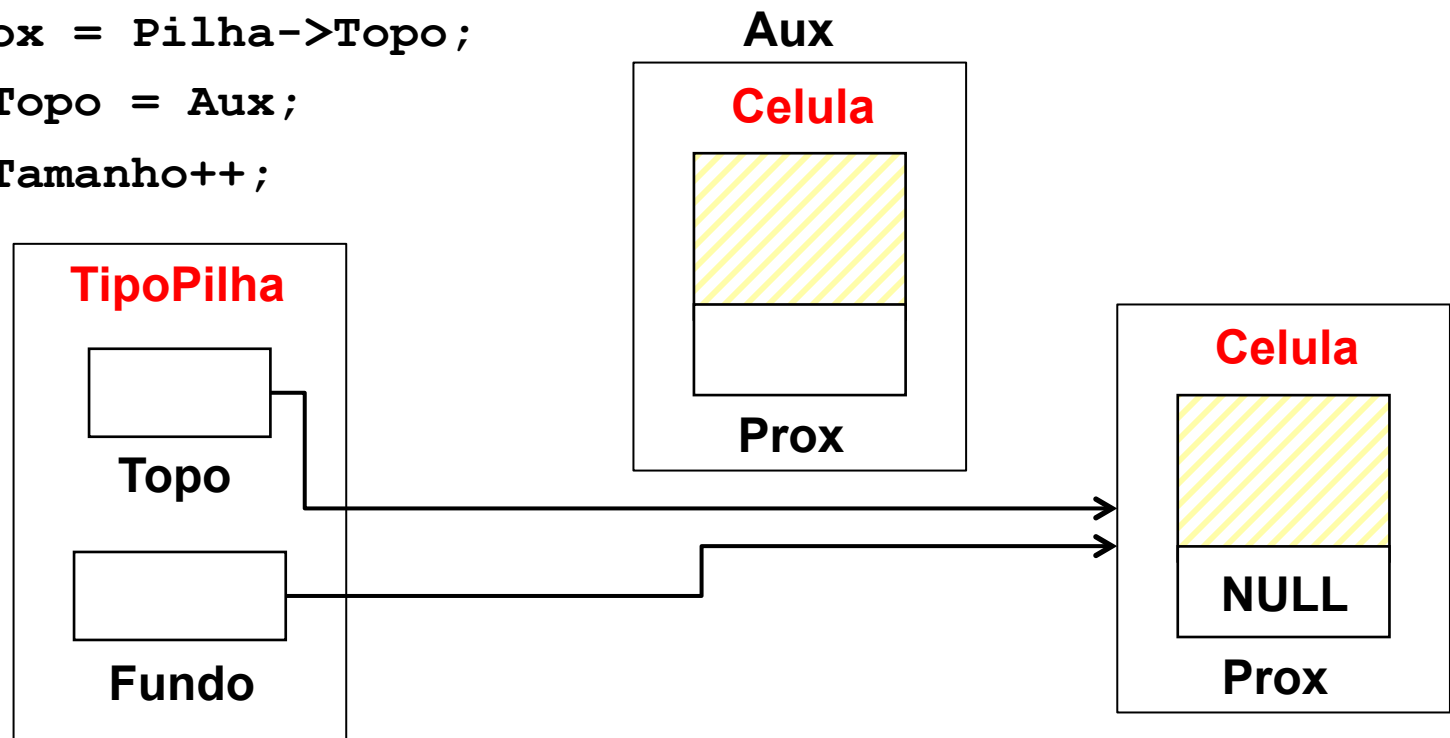 ox = Pilha->Topo;
Topo = Aux;
Tamanho++;
Aux
Celula
Prox
TipoPilha
Topo
Fundo
Celula
NULL
Prox